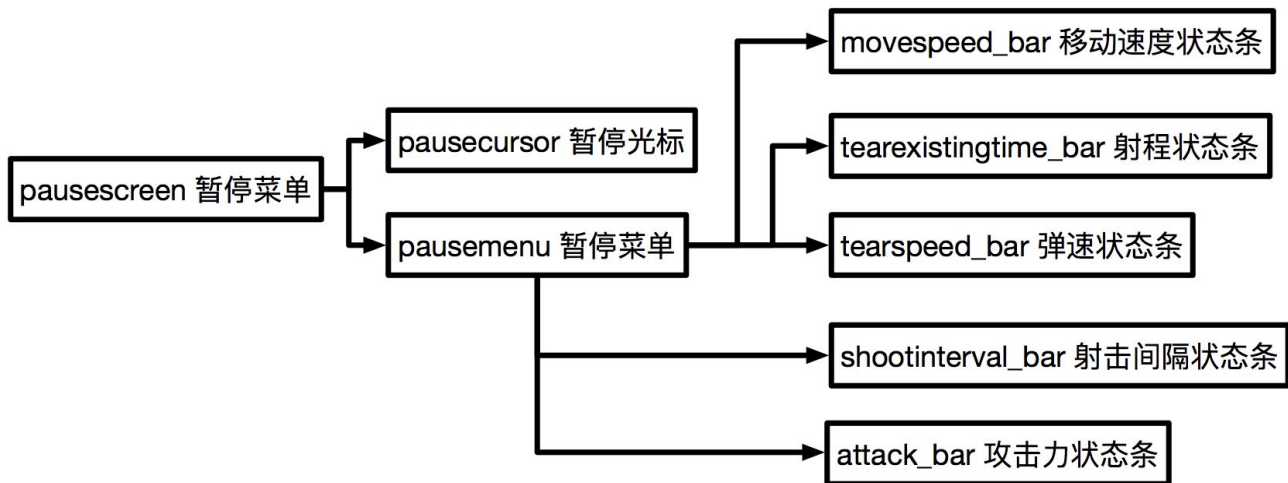 movespeed_bar 移动速度状态条
pausecursor 暂停光标
tearexistingtime_bar 射程状态条
pausescreen 暂停菜单
pausemenu 暂停菜单
tearspeed_bar 弹速状态条
shootinterval_bar 射击间隔状态条
attack_bar 攻击力状态条